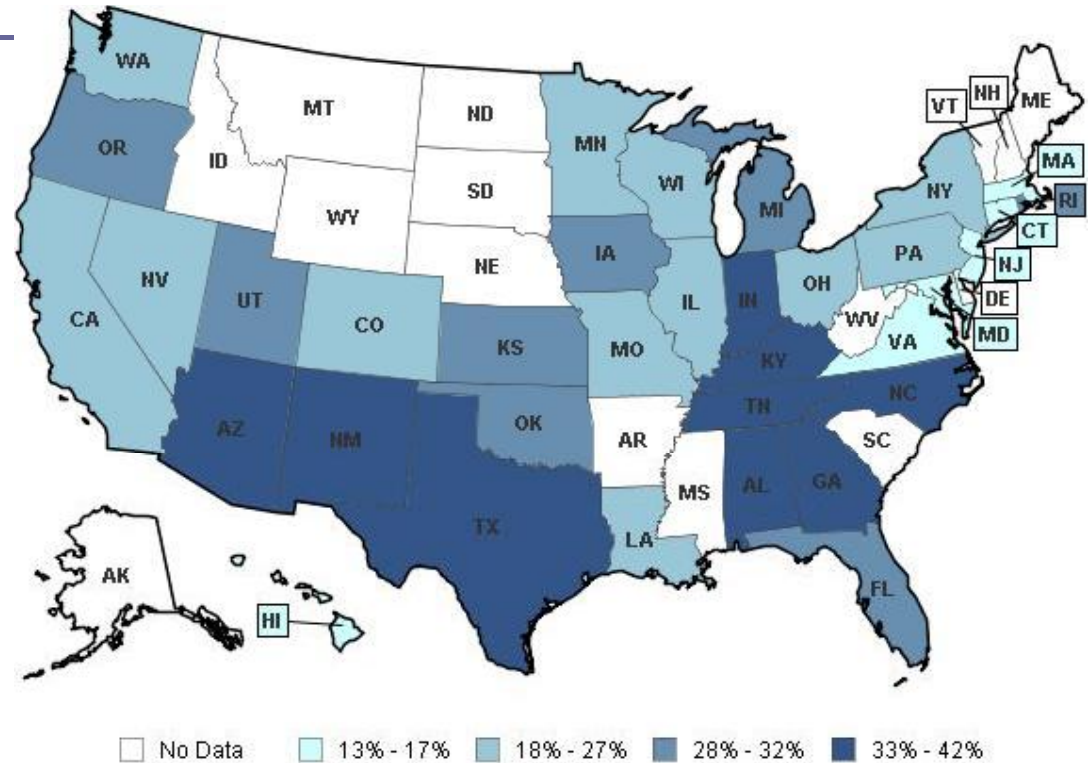 WA
MT
ND
MN
VT
NH
ME
OR
ID
SD
WI
NY
MA
WY
MI
RI
CT
NE
IA
PA
NJ
NV
UT
CO
IL
IN
OH
DE
CA
KS
MO
WV
VA
MD
KY
AZ
NM
OK
TN
NC
AR
SC
TX
MS
AL
GA
LA
AK
FL
HI
No Data 13% - 17% 18% - 27% 28% - 32% 33% - 42%